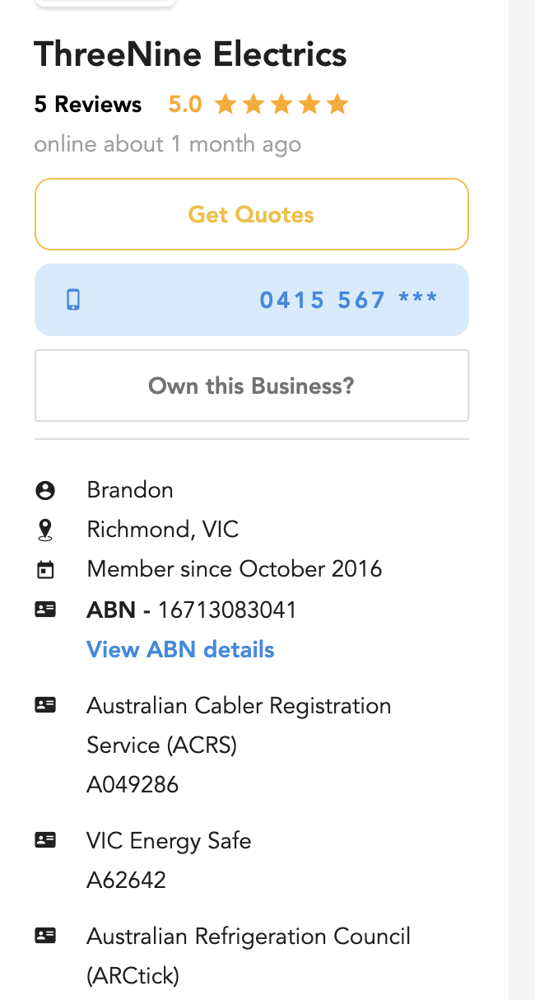 ThreeNine Electrics
5 Reviews 5.0
online about 1 month ago
Get Quotes
0415 567 ***
Own this Business?
Brandon
Richmond, VIC
Member since October 2016
ABN - 16713083041
View ABN details
Australian Cabler Registration
Service (ACRS)
A049286
VIC Energy Safe
A62642
Australian Refrigeration Council
(ARCtick)